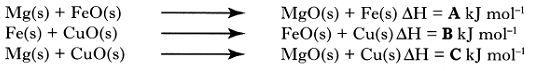 Mg(s) + FeO(s) ⟶ MgO(s) + Fe(s) ΔH = A kJ mol⁻¹
Fe(s) + CuO(s) ⟶ FeO(s) + Cu(s) ΔH = B kJ mol⁻¹
Mg(s) + CuO(s) ⟶ MgO(s) + Cu(s) ΔH = C kJ mol⁻¹